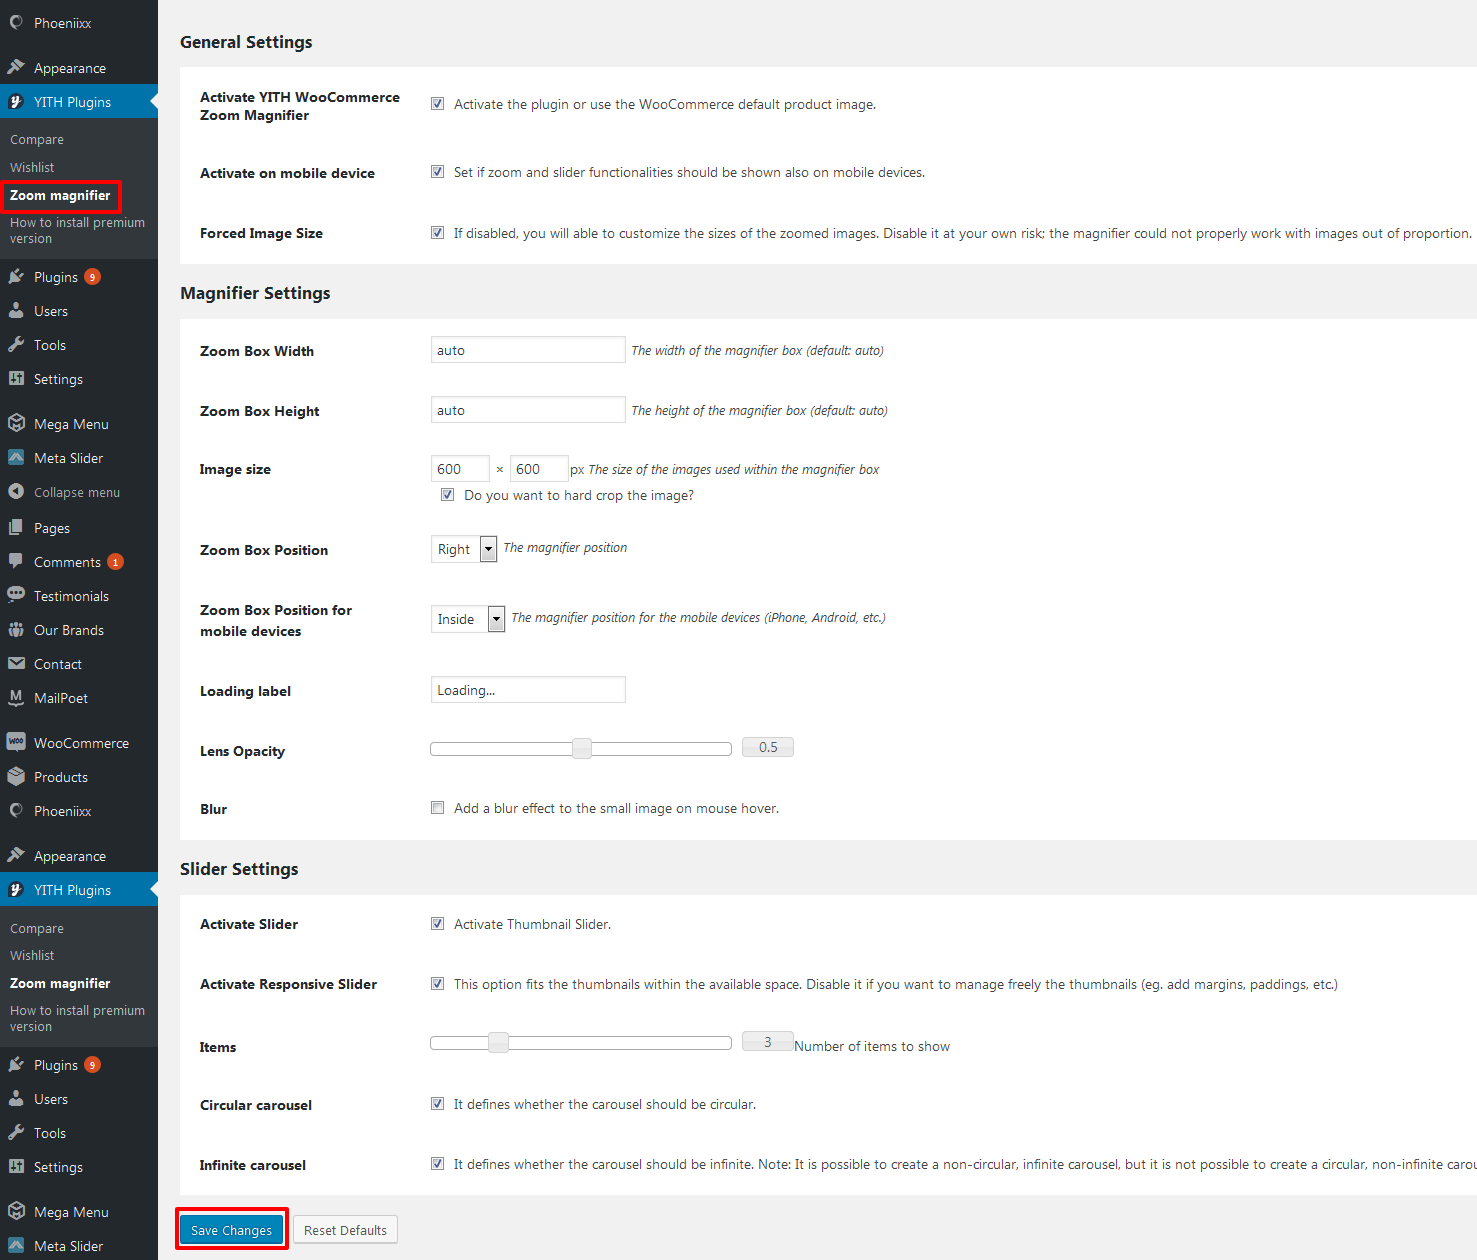 Phoeniixx
Appearance
YITH Plugins
Compare
Wishlist
Zoom magnifier
How to install premium
version
Plugins 9
Users
Tools
Settings
Mega Menu
Meta Slider
Collapse menu
Pages
Comments 1
Testimonials
Our Brands
Contact
MailPoet
WooCommerce
Products
Phoeniixx
Appearance
YITH Plugins
Compare
Wishlist
Zoom magnifier
How to install premium
version
Plugins 9
Users
Tools
Settings
Mega Menu
Meta Slider
General Settings
Activate YITH WooCommerce
Zoom Magnifier
Activate the plugin or use the WooCommerce default product image.
Activate on mobile device
Set if zoom and slider functionalities should be shown also on mobile devices.
Forced Image Size
If disabled, you will able to customize the sizes of the zoomed images. Disable it at your own risk; the magnifier could not properly work with images out of proportion.
Magnifier Settings
Zoom Box Width
auto The width of the magnifier box (default: auto)
Zoom Box Height
auto The height of the magnifier box (default: auto)
Image size
600 × 600 px The size of the images used within the magnifier box
Do you want to hard crop the image?
Zoom Box Position
Right The magnifier position
Zoom Box Position for
mobile devices
Inside The magnifier position for the mobile devices (iPhone, Android, etc.)
Loading label
Loading...
Lens Opacity
0.5
Blur
Add a blur effect to the small image on mouse hover.
Slider Settings
Activate Slider
Activate Thumbnail Slider.
Activate Responsive Slider
This option fits the thumbnails within the available space. Disable it if you want to manage freely the thumbnails (eg. add margins, paddings, etc.)
Items
3 Number of items to show
Circular carousel
It defines whether the carousel should be circular.
Infinite carousel
It defines whether the carousel should be infinite. Note: It is possible to create a non-circular, infinite carousel, but it is not possible to create a circular, non-infinite carou
Save Changes Reset Defaults